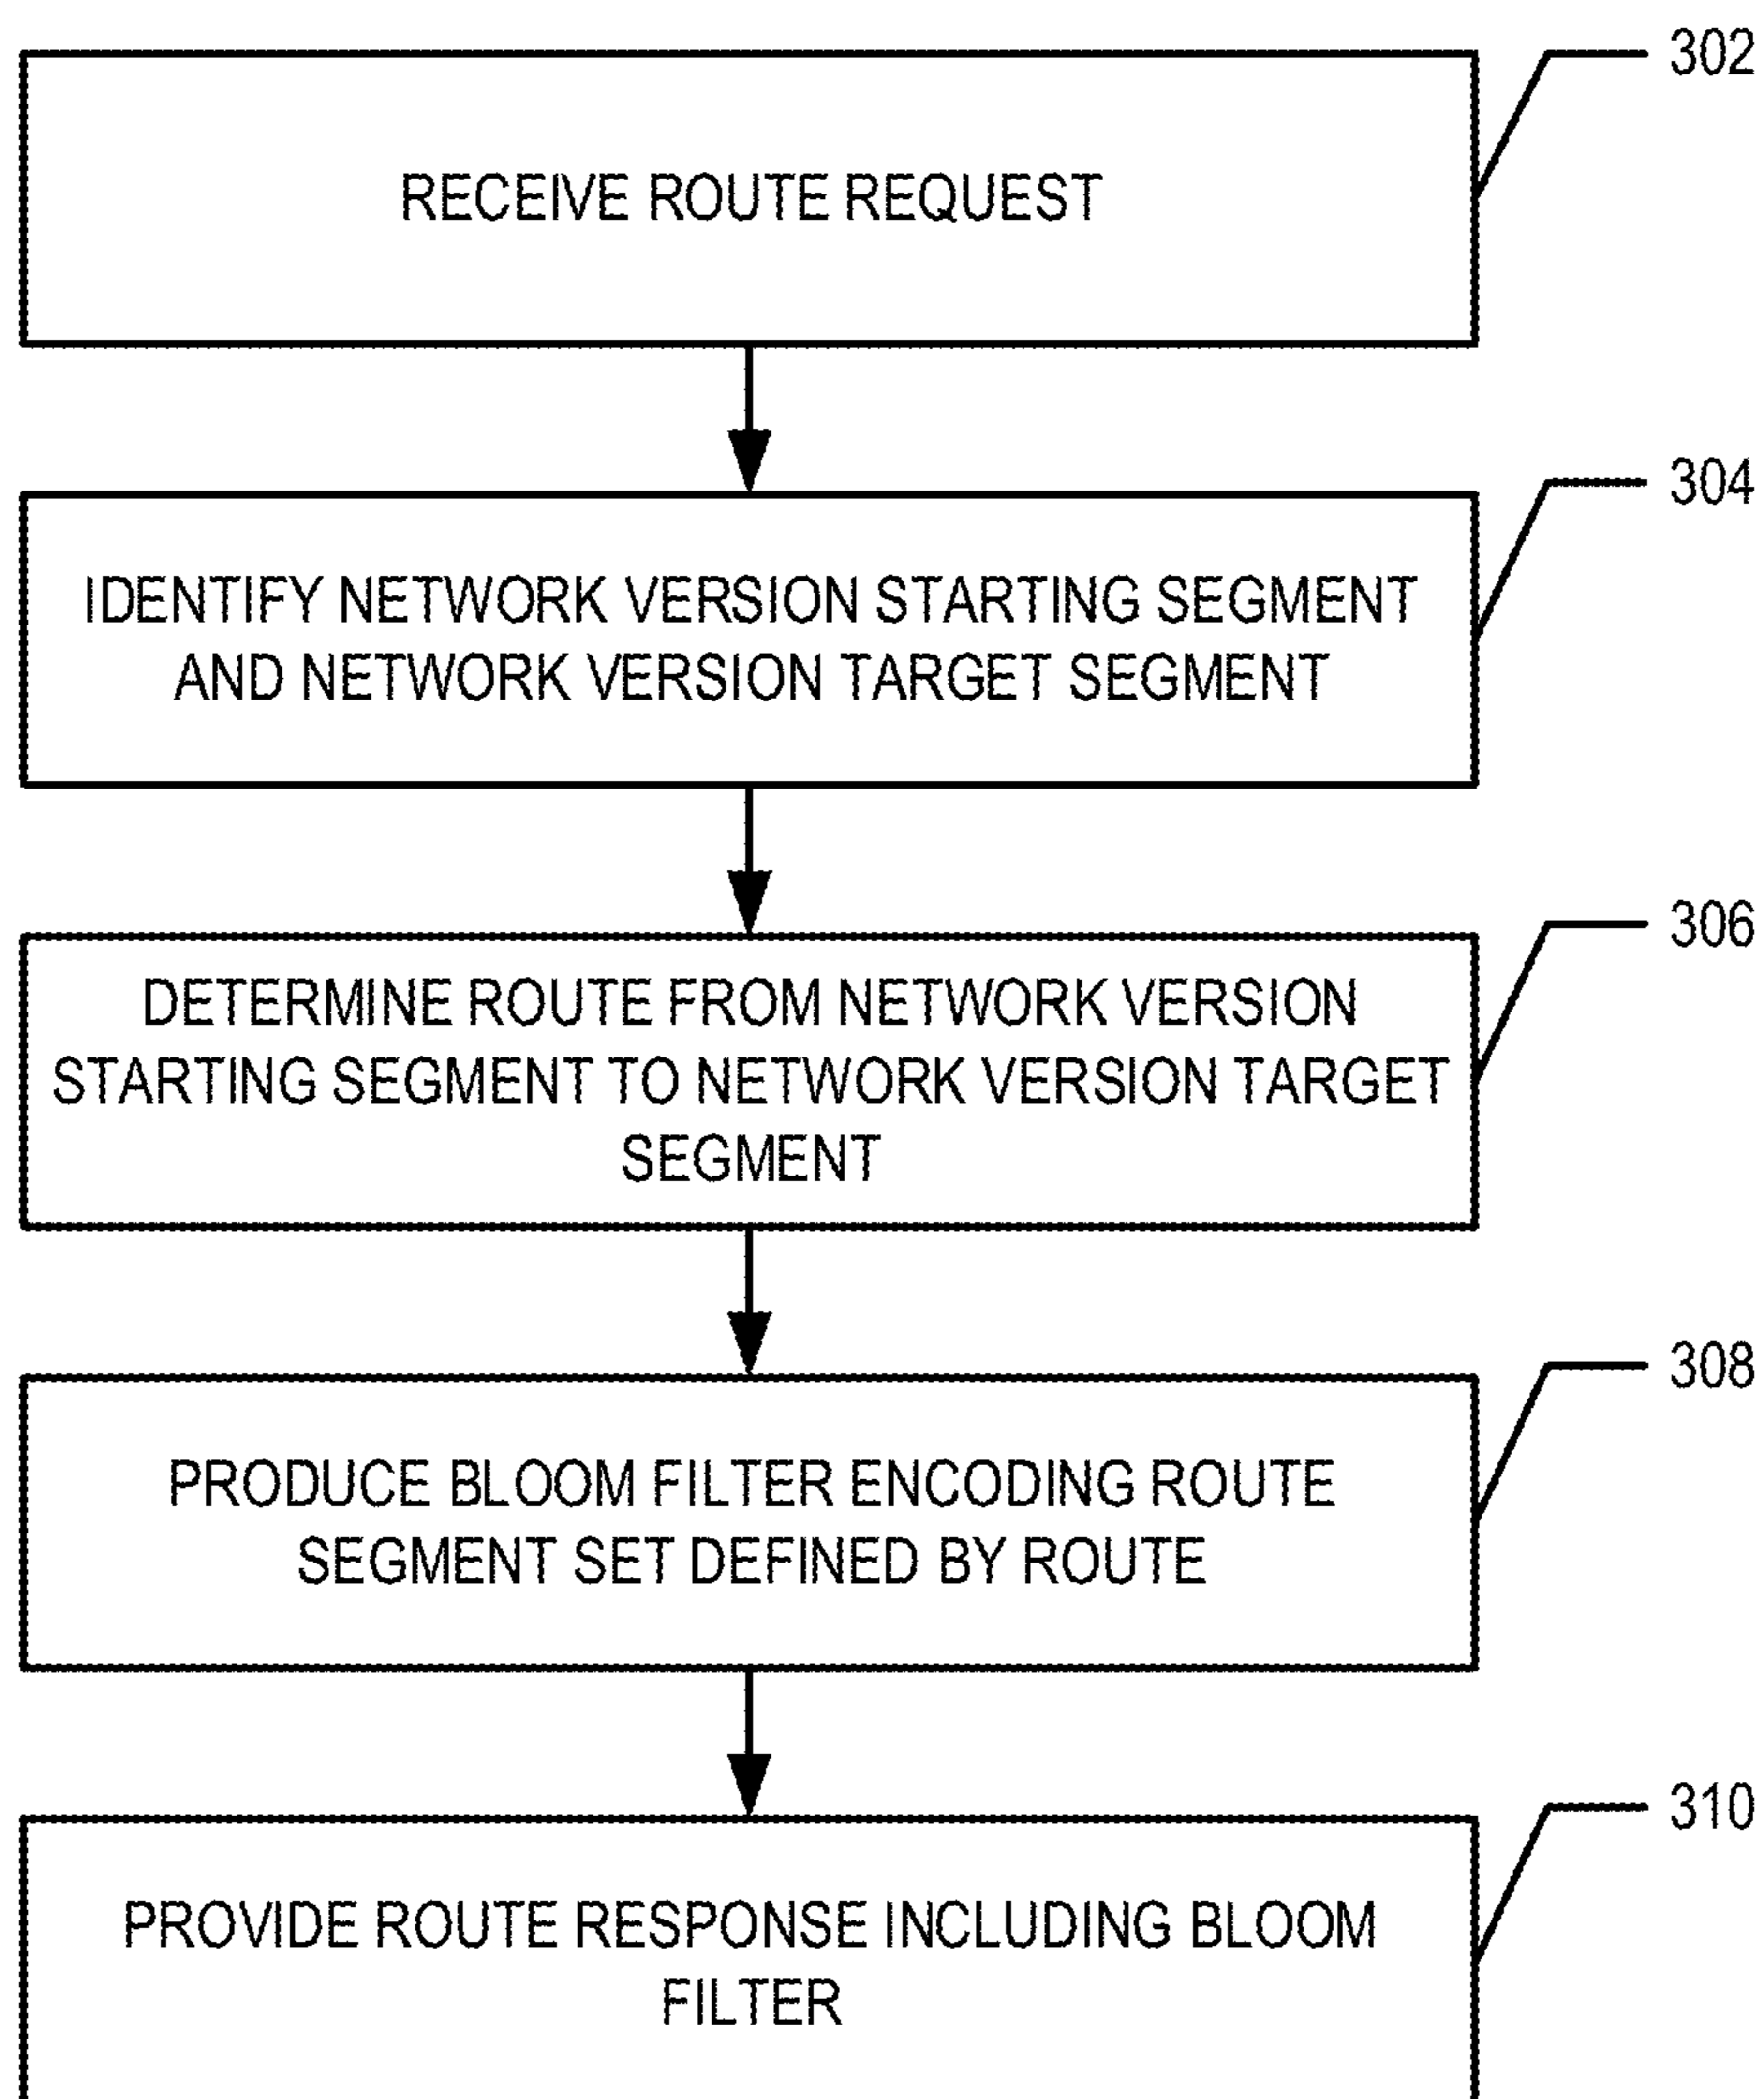 302
RECEIVE ROUTE REQUEST
304
IDENTIFY NETWORK VERSION STARTING SEGMENT
AND NETWORK VERSION TARGET SEGMENT
306
DETERMINE ROUTE FROM NETWORK VERSION
STARTING SEGMENT TO NETWORK VERSION TARGET
SEGMENT
308
PRODUCE BLOOM FILTER ENCODING ROUTE
SEGMENT SET DEFINED BY ROUTE
310
PROVIDE ROUTE RESPONSE INCLUDING BLOOM
FILTER